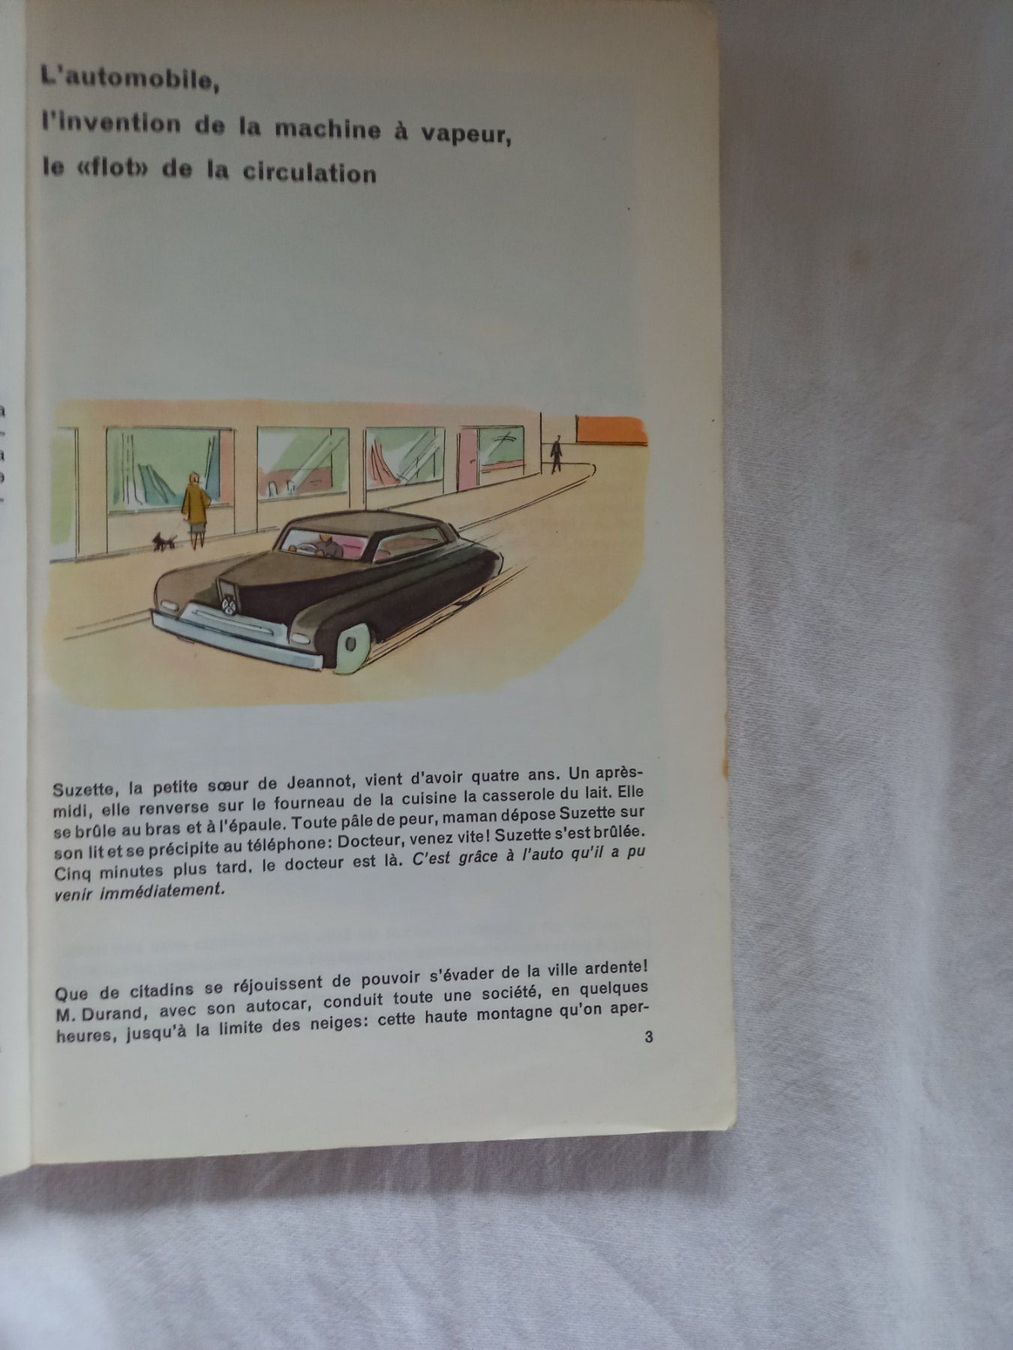 L'automobile,
l'invention de la machine à vapeur,
le «flot» de la circulation
Suzette, la petite sœur de Jeannot, vient d'avoir quatre ans. Un après-
midi, elle renverse sur le fourneau de la cuisine la casserole du lait. Elle
se brûle au bras et à l'épaule. Toute pâle de peur, maman dépose Suzette sur
son lit et se précipite au téléphone: Docteur, venez vite! Suzette s'est brûlée.
Cinq minutes plus tard, le docteur est là. C'est grâce à l'auto qu'il a pu
venir immédiatement.
Que de citadins se réjouissent de pouvoir s'évader de la ville ardente!
M. Durand, avec son autocar, conduit toute une société, en quelques
heures, jusqu'à la limite des neiges: cette haute montagne qu'on aper-
3